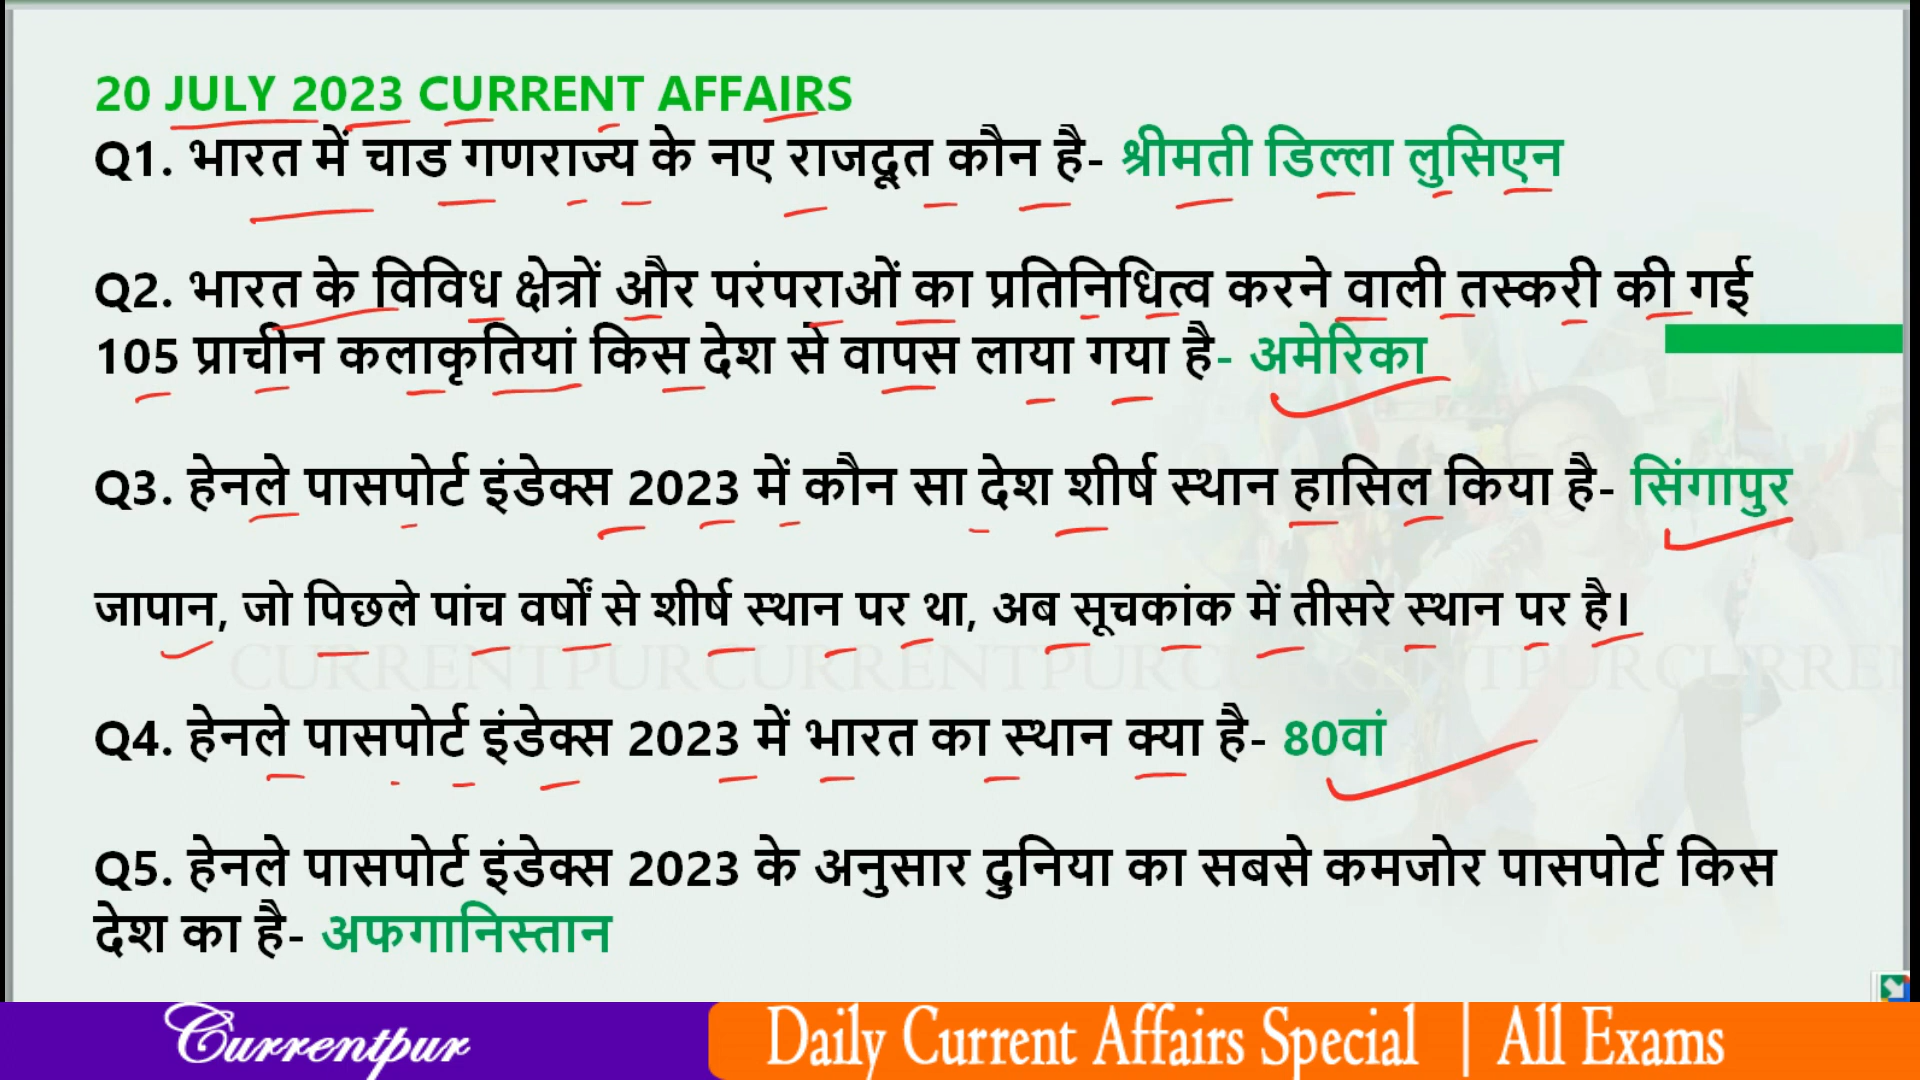 20 JULY 2023 CURRENT AFFAIRS
Q1. भारत में चाड गणराज्य के नए राजदूत कौन है- श्रीमती डिल्ला लुसिएन
Q2. भारत के विविध क्षेत्रों और परंपराओं का प्रतिनिधित्व करने वाली तस्करी की गई
105 प्राचीन कलाकृतियां किस देश से वापस लाया गया है- अमेरिका
Q3. हेनले पासपोर्ट इंडेक्स 2023 में कौन सा देश शीर्ष स्थान हासिल किया है- सिंगापुर
जापान, जो पिछले पांच वर्षों से शीर्ष स्थान पर था, अब सूचकांक में तीसरे स्थान पर है।
CURRENTPURCURRENTPURCURRENTPURCURREN
Q4. हेनले पासपोर्ट इंडेक्स 2023 में भारत का स्थान क्या है- 80वां
Q5. हेनले पासपोर्ट इंडेक्स 2023 के अनुसार दुनिया का सबसे कमजोर पासपोर्ट किस
देश का है- अफगानिस्तान
Currentpur
Daily Current Affairs Special | All Exams